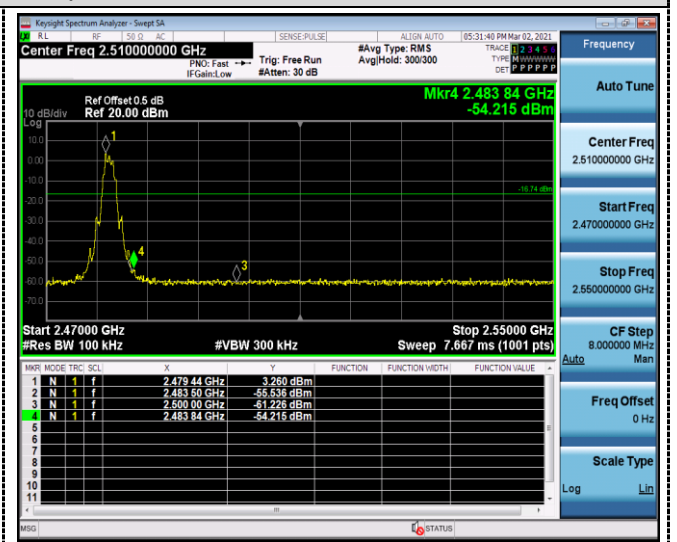 Keysight Spectrum Analyzer - Swept SA
RL RF 50 Ω AC SENSE:PULSE ALIGN AUTO 05:31:40 PM Mar 02, 2021
Center Freq 2.510000000 GHz
PNO: Fast
IFGain:Low
Trig: Free Run
#Atten: 30 dB
#Avg Type: RMS
Avg|Hold: 300/300
TRACE 1 2 3 4 5 6
TYPE M WWWWW
DET P P P P P P
Frequency
Auto Tune
Center Freq
2.510000000 GHz
Start Freq
2.470000000 GHz
Stop Freq
2.550000000 GHz
CF Step
8.000000 MHz
Auto Man
Freq Offset
0 Hz
Scale Type
Log Lin
Ref Offset 0.5 dB
10 dB/div Ref 20.00 dBm
Mkr4 2.483 84 GHz
-54.215 dBm
Log
10.0
0.00
-10.0
-20.0
-30.0
-40.0
-50.0
-60.0
-70.0
1
4
3
-16.74 dBm
Start 2.47000 GHz Stop 2.55000 GHz
#Res BW 100 kHz #VBW 300 kHz Sweep 7.667 ms (1001 pts)
MKR MODE TRC SCL X Y FUNCTION FUNCTION WIDTH FUNCTION VALUE
1 N 1 f 2.479 44 GHz 3.260 dBm
2 N 1 f 2.483 50 GHz -55.536 dBm
3 N 1 f 2.500 00 GHz -61.226 dBm
4 N 1 f 2.483 84 GHz -54.215 dBm
5
6
7
8
9
10
11
MSG STATUS